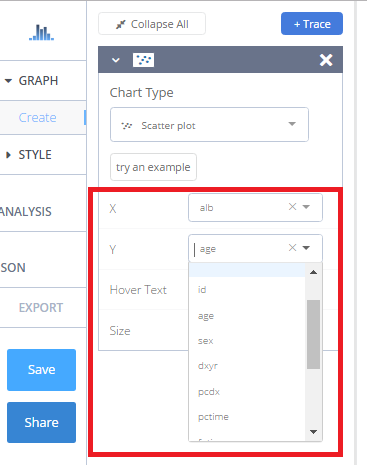 Collapse All
+ Trace
GRAPH
Create
STYLE
ANALYSIS
SON
EXPORT
Save
Share
Chart Type
Scatter plot
try an example
X
alb
Y
age
Hover Text
Size
id
age
sex
dxyr
pcdx
pctime